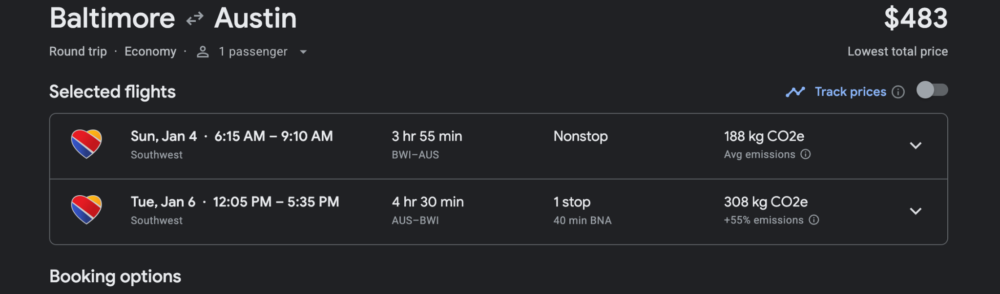 Baltimore Austin $483
Round trip · Economy · 1 passenger Lowest total price
Selected flights Track prices
Sun, Jan 4 · 6:15 AM – 9:10 AM 3 hr 55 min Nonstop 188 kg CO2e
Southwest BWI–AUS Avg emissions
Tue, Jan 6 · 12:05 PM – 5:35 PM 4 hr 30 min 1 stop 308 kg CO2e
Southwest AUS–BWI 40 min BNA +55% emissions
Booking options